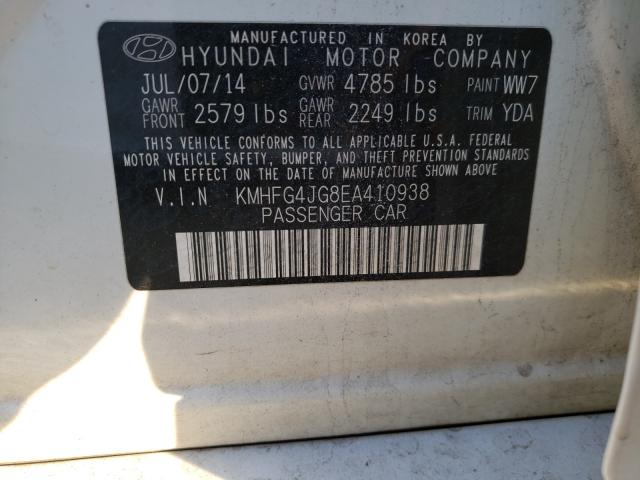 MANUFACTURED IN KOREA BY
HYUNDAI MOTOR COMPANY
JUL/07/14 GVWR 4785 lbs PAINT WW7
GAWR FRONT 2579 lbs GAWR REAR 2249 lbs TRIM YDA
THIS VEHICLE CONFORMS TO ALL APPLICABLE U.S.A. FEDERAL
MOTOR VEHICLE SAFETY, BUMPER, AND THEFT PREVENTION STANDARDS
IN EFFECT ON THE DATE OF MANUFACTURE SHOWN ABOVE.
V.I.N KMHFG4JG8EA410938
PASSENGER CAR